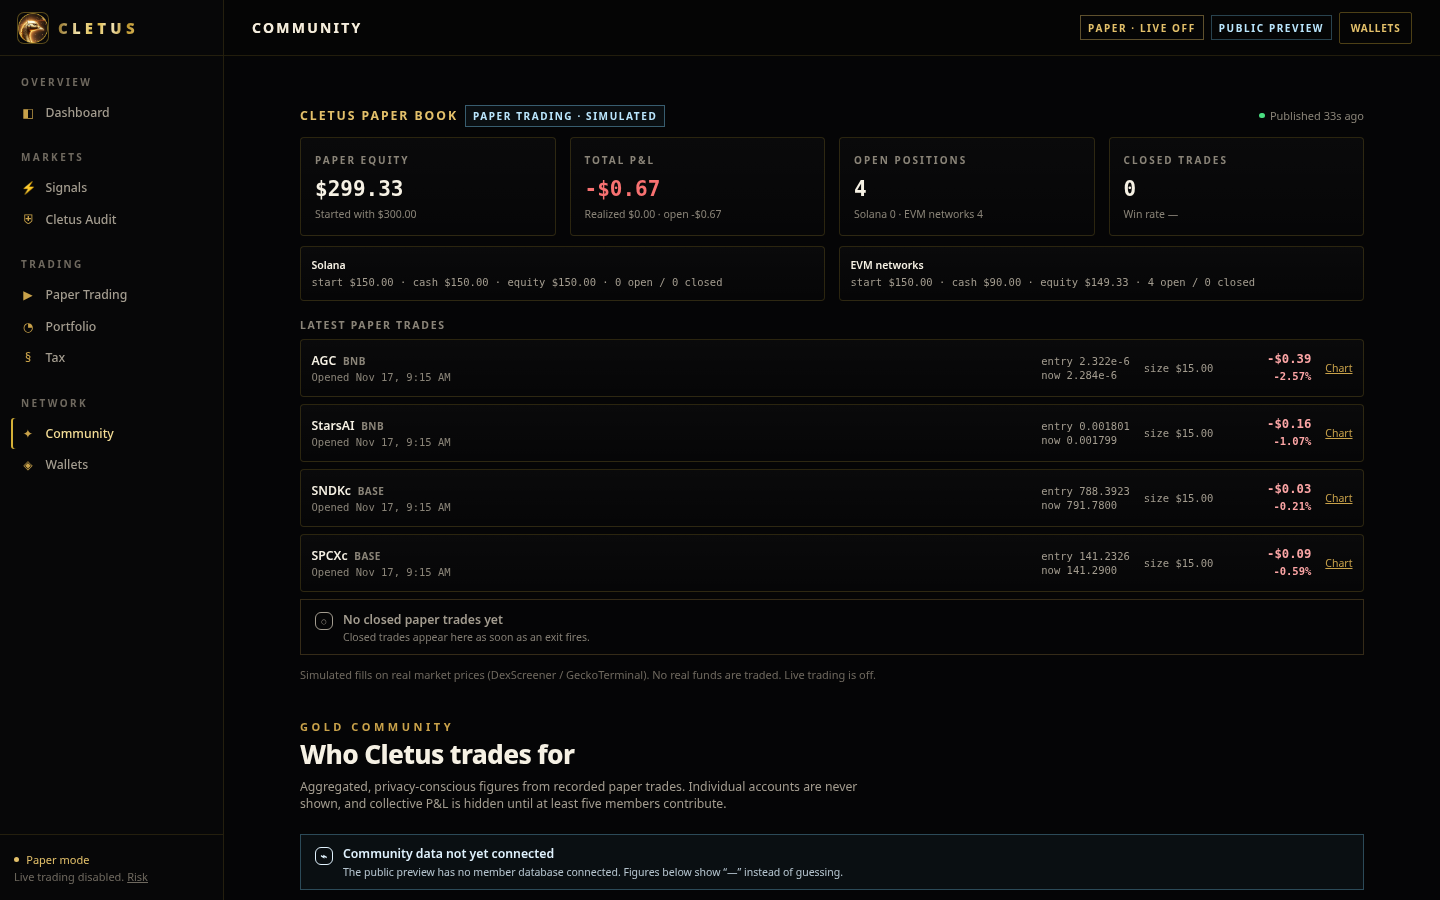 CLETUS
COMMUNITY
PAPER · LIVE OFF
PUBLIC PREVIEW
WALLETS
OVERVIEW
Dashboard
MARKETS
Signals
Cletus Audit
TRADING
Paper Trading
Portfolio
§ Tax
NETWORK
Community
Wallets
Paper mode
Live trading disabled. Risk
CLETUS PAPER BOOK
PAPER TRADING · SIMULATED
Published 33s ago
PAPER EQUITY
$299.33
Started with $300.00
TOTAL P&L
-$0.67
Realized $0.00 · open -$0.67
OPEN POSITIONS
4
Solana 0 · EVM networks 4
CLOSED TRADES
0
Win rate —
Solana
start $150.00 · cash $150.00 · equity $150.00 · 0 open / 0 closed
EVM networks
start $150.00 · cash $90.00 · equity $149.33 · 4 open / 0 closed
LATEST PAPER TRADES
AGC BNB
Opened Nov 17, 9:15 AM
entry 2.322e-6
now 2.284e-6
size $15.00
-$0.39
-2.57%
Chart
StarsAI BNB
Opened Nov 17, 9:15 AM
entry 0.001801
now 0.001799
size $15.00
-$0.16
-1.07%
Chart
SNDKc BASE
Opened Nov 17, 9:15 AM
entry 788.3923
now 791.7800
size $15.00
-$0.03
-0.21%
Chart
SPCXc BASE
Opened Nov 17, 9:15 AM
entry 141.2326
now 141.2900
size $15.00
-$0.09
-0.59%
Chart
No closed paper trades yet
Closed trades appear here as soon as an exit fires.
Simulated fills on real market prices (DexScreener / GeckoTerminal). No real funds are traded. Live trading is off.
GOLD COMMUNITY
Who Cletus trades for
Aggregated, privacy-conscious figures from recorded paper trades. Individual accounts are never
shown, and collective P&L is hidden until at least five members contribute.
Community data not yet connected
The public preview has no member database connected. Figures below show “—” instead of guessing.